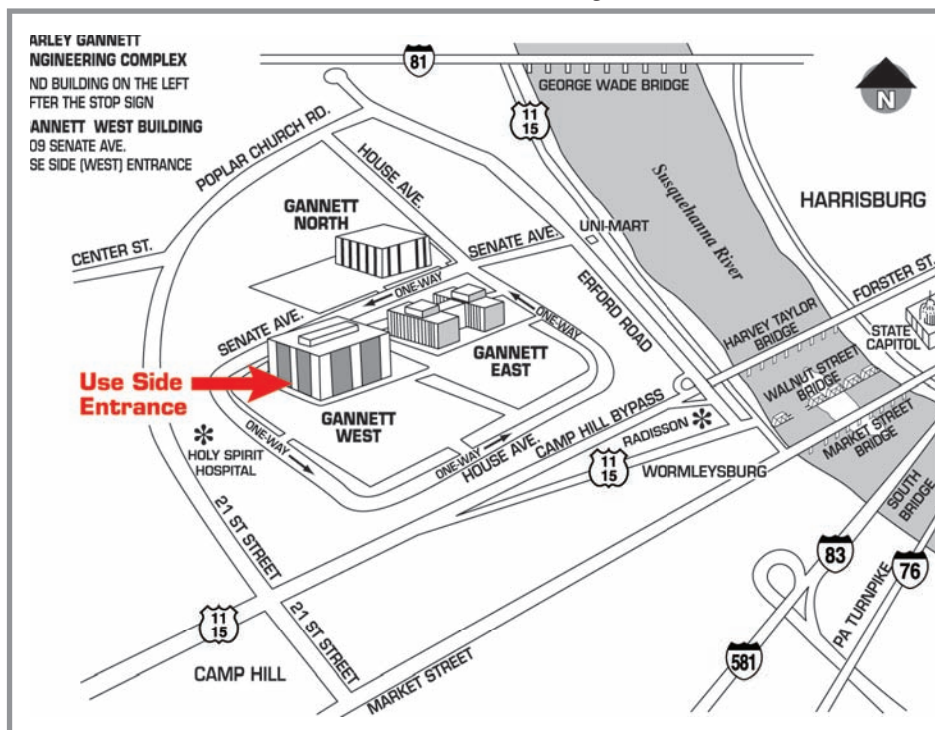 ARLEY GANNETT
NGINEERING COMPLEX
ND BUILDING ON THE LEFT
FTER THE STOP SIGN
ANNETT WEST BUILDING
09 SENATE AVE.
SE SIDE (WEST) ENTRANCE
81
GEORGE WADE BRIDGE
11
15
N
POPLAR CHURCH RD.
HOUSE AVE.
Susquehanna River
HARRISBURG
GANNETT
NORTH
CENTER ST.
SENATE AVE.
UNI-MART
ONE-WAY
ERFORD ROAD
FORSTER ST.
SENATE AVE.
ONE-WAY
HARVEY TAYLOR
BRIDGE
STATE
CAPITOL
GANNETT
EAST
WALNUT STREET
BRIDGE
Use Side
Entrance
GANNETT
WEST
CAMP HILL BYPASS
MARKET STREET
BRIDGE
HOLY SPIRIT
HOSPITAL
ONE-WAY
ONE-WAY
HOUSE AVE.
RADISSON
11
15
WORMLEYSBURG
SOUTH
BRIDGE
21 ST STREET
83
76
PA TURNPIKE
11
15
21 ST STREET
581
CAMP HILL
MARKET STREET